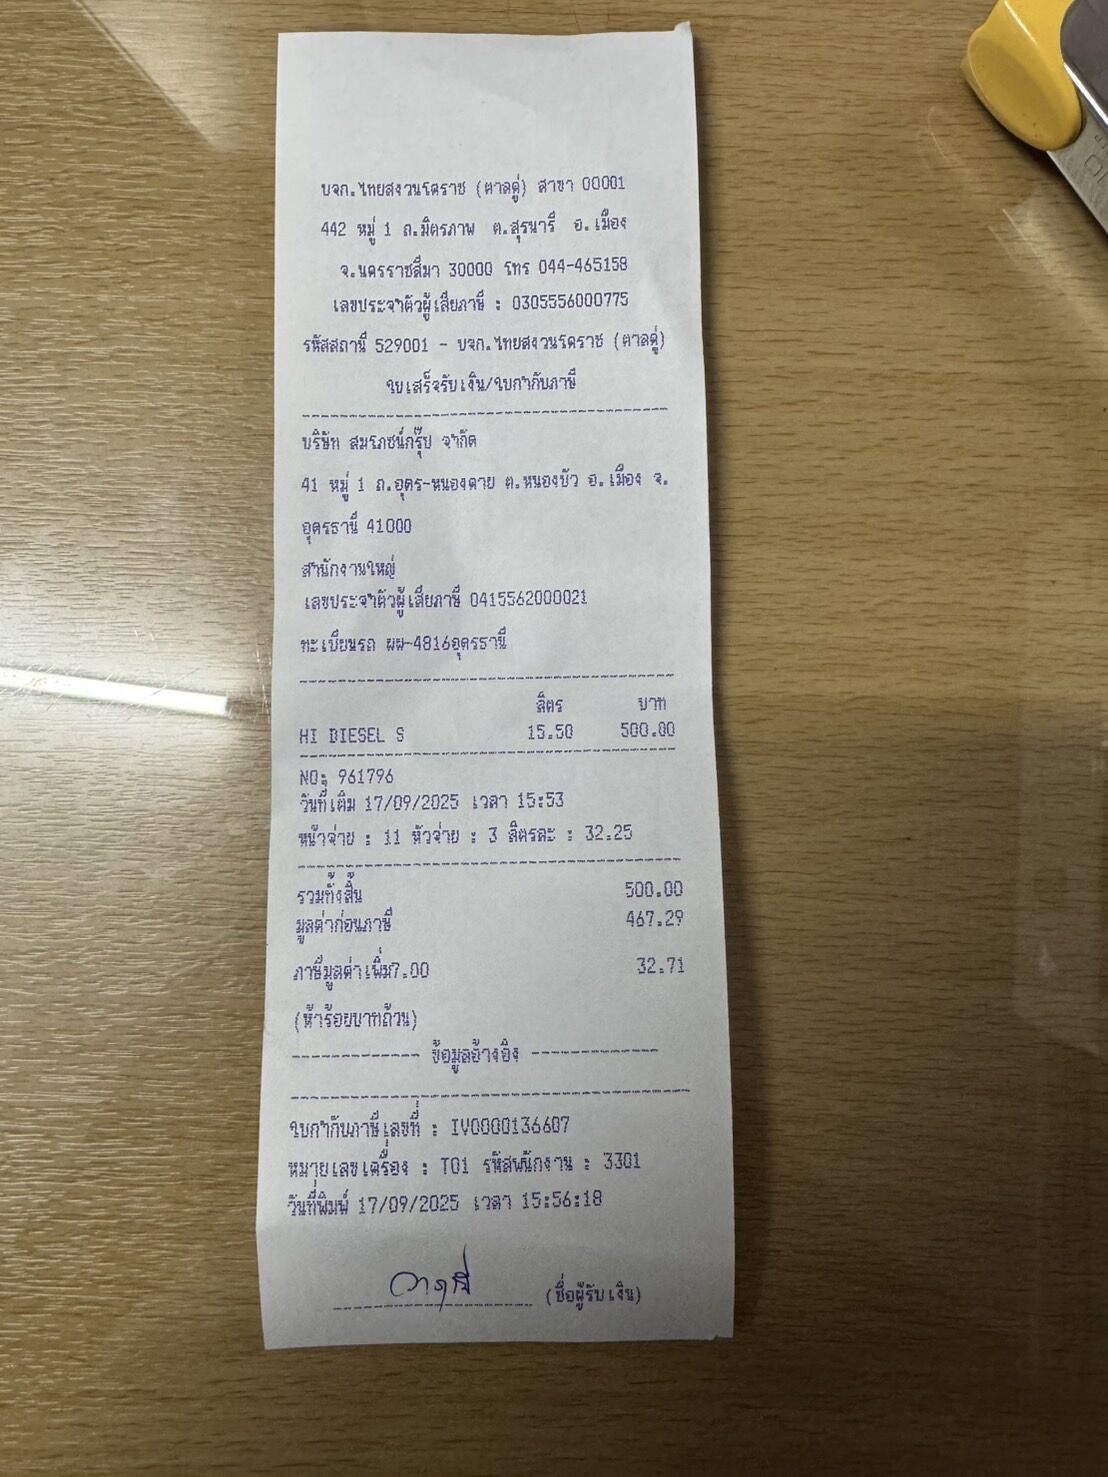 บจก.ไทยสงวนโคราช (ตาลคู่) สาขา 00001
442 หมู่ 1 ถ.มิตรภาพ ต.สุรนารี อ.เมือง
จ.นครราชสีมา 30000 โทร 044-465158
เลขประจำตัวผู้เสียภาษี : 0305556000775
รหัสสถานี 529001 - บจก.ไทยสงวนโคราช (ตาลคู่)
ใบเสร็จรับเงิน/ใบกำกับภาษี
บริษัท สมโภชน์กรุ๊ป จำกัด
41 หมู่ 1 ถ.อุดร-หนองคาย ต.หนองบัว อ.เมือง จ.
อุดรธานี 41000
สำนักงานใหญ่
เลขประจำตัวผู้เสียภาษี 0415562000021
ทะเบียนรถ ผผ-4816อุดรธานี
ลิตร บาท
HI DIESEL S 15.50 500.00
NO: 961796
วันที่เติม 17/09/2025 เวลา 15:53
หน้าจ่าย : 11 หัวจ่าย : 3 ลิตรละ : 32.25
รวมทั้งสิ้น 500.00
มูลค่าก่อนภาษี 467.29
ภาษีมูลค่าเพิ่ม7.00 32.71
(ห้าร้อยบาทถ้วน)
------------- ข้อมูลอ้างอิง -------------
ใบกำกับภาษีเลขที่ : IV0000136607
หมายเลขเครื่อง : T01 รหัสพนักงาน : 3301
วันที่พิมพ์ 17/09/2025 เวลา 15:56:18
(ชื่อผู้รับเงิน)